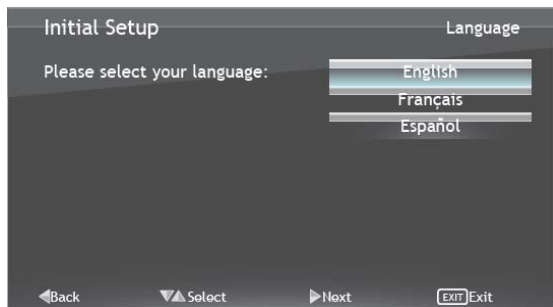 Initial Setup Language
Please select your language: English
Français
Español
Back Select Next EXIT Exit